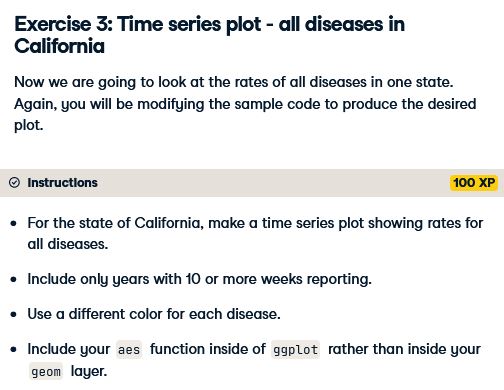 Exercise 3: Time series plot - all diseases in
California
Now we are going to look at the rates of all diseases in one state.
Again, you will be modifying the sample code to produce the desired
plot.
Instructions
100 XP
• For the state of California, make a time series plot showing rates for
all diseases.
• Include only years with 10 or more weeks reporting.
• Use a different color for each disease.
• Include your aes function inside of ggplot rather than inside your
geom layer.